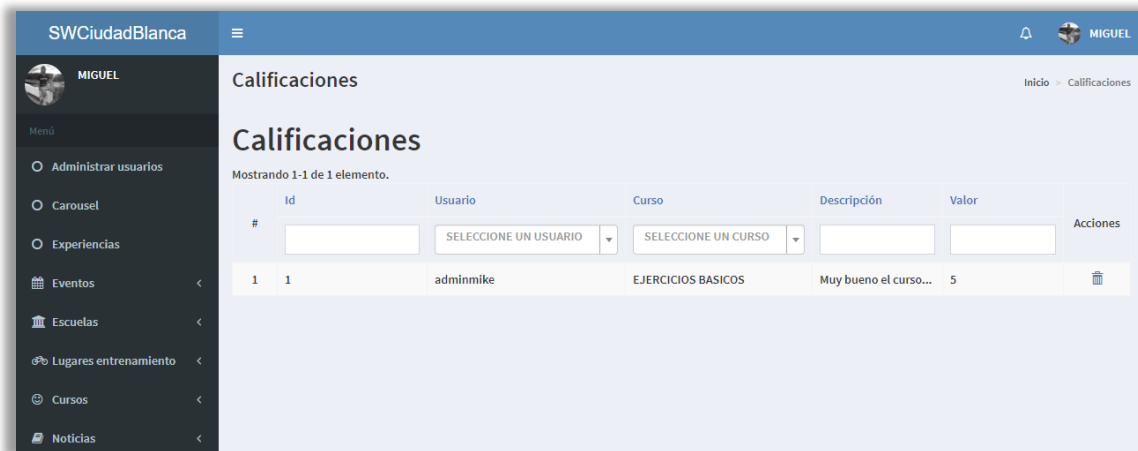 SWCiudadBlanca
MIGUEL
MIGUEL
Menú
Administrar usuarios
Carousel
Experiencias
Eventos
Escuelas
Lugares entrenamiento
Cursos
Noticias
Calificaciones
Inicio > Calificaciones
Calificaciones
Mostrando 1-1 de 1 elemento.
# Id Usuario Curso Descripción Valor Acciones
SELECCIONE UN USUARIO SELECCIONE UN CURSO
1 1 adminmike EJERCICIOS BASICOS Muy bueno el curso... 5